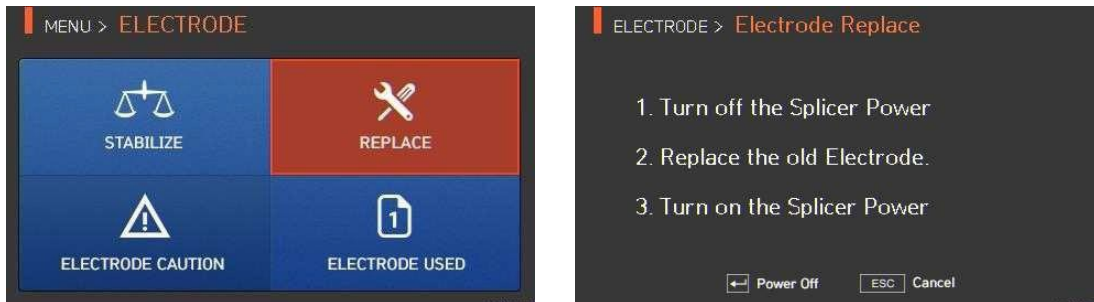 MENU > ELECTRODE
STABILIZE
REPLACE
ELECTRODE CAUTION
1
ELECTRODE USED
ELECTRODE > Electrode Replace
1. Turn off the Splicer Power
2. Replace the old Electrode.
3. Turn on the Splicer Power
Power Off ESC Cancel